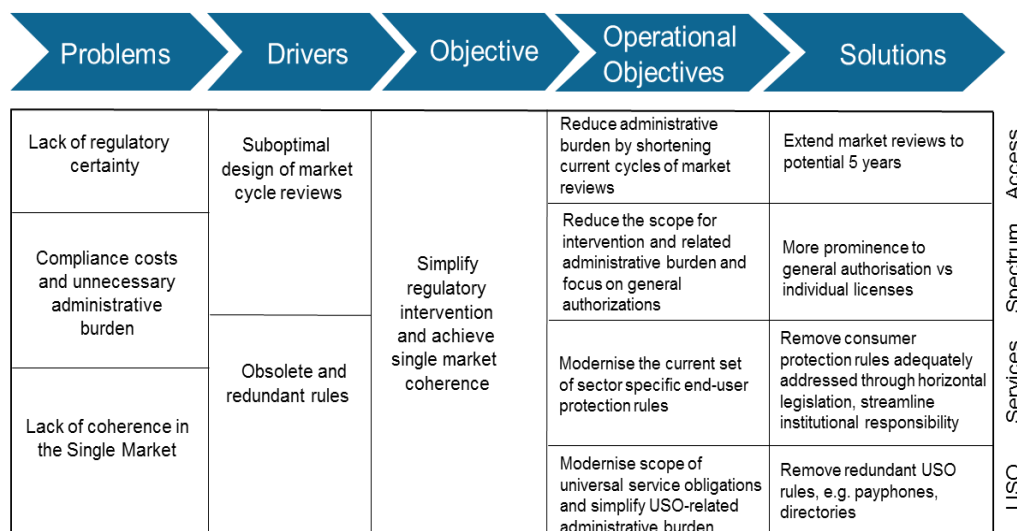 Problems
Drivers
Objective
Operational
Objectives
Solutions
Lack of regulatory
certainty
Compliance costs
and unnecessary
administrative
burden
Lack of coherence in
the Single Market
Suboptimal
design of market
cycle reviews
Obsolete and
redundant rules
Simplify
regulatory
intervention
and achieve
single market
coherence
Reduce administrative
burden by shortening
current cycles of market
reviews
Reduce the scope for
intervention and related
administrative burden and
focus on general
authorizations
Modernise the current set
of sector specific end-user
protection rules
Modernise scope of
universal service obligations
and simplify USO-related
administrative burden
Extend market reviews to
potential 5 years
More prominence to
general authorisation vs
individual licenses
Remove consumer
protection rules adequately
addressed through horizontal
legislation, streamline
institutional responsibility
Remove redundant USO
rules, e.g. payphones,
directories
Access
Spectrum
Services
USO